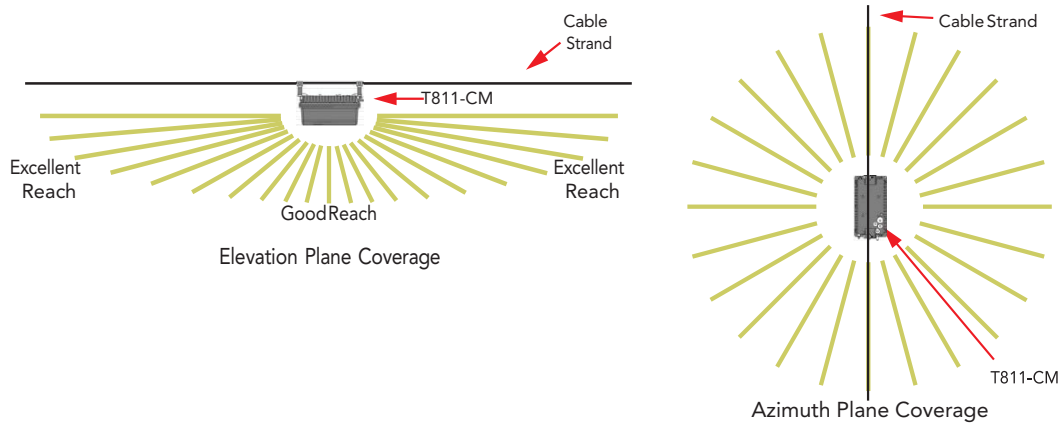 Cable
Strand
T811-CM
Excellent
Reach
Excellent
Reach
Good Reach
Elevation Plane Coverage
Cable Strand
T811-CM
Azimuth Plane Coverage